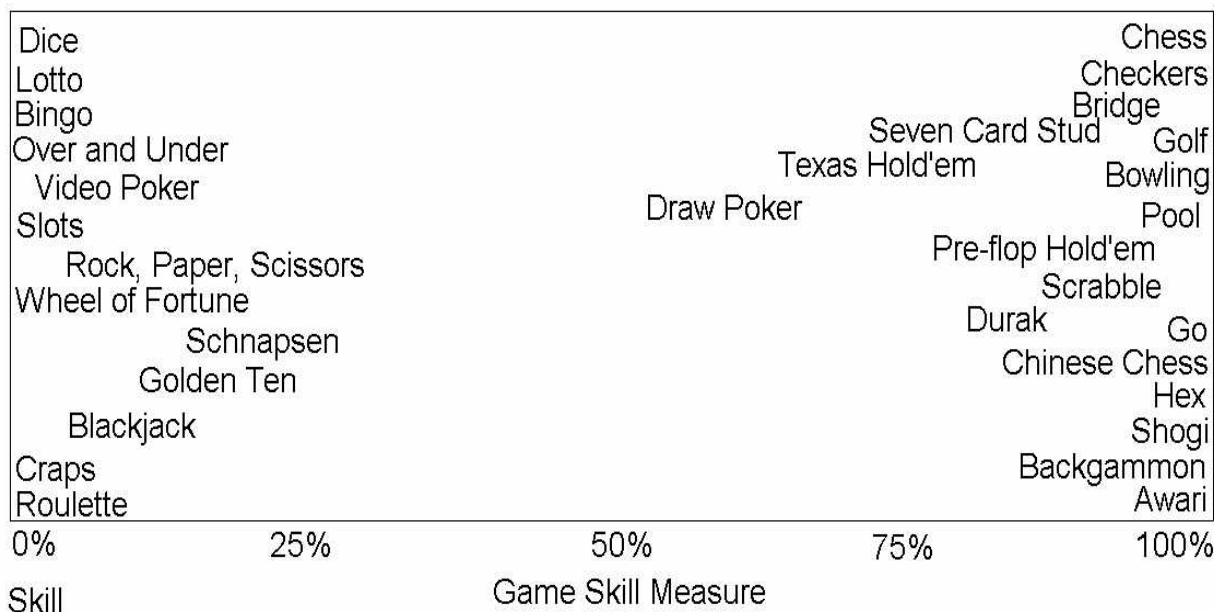 Dice
Chess
Lotto
Checkers
Bingo
Bridge
Seven Card Stud
Golf
Over and Under
Texas Hold'em
Bowling
Video Poker
Draw Poker
Pool
Slots
Pre-flop Hold'em
Rock, Paper, Scissors
Scrabble
Wheel of Fortune
Durak
Go
Schnapsen
Chinese Chess
Golden Ten
Hex
Blackjack
Shogi
Craps
Backgammon
Roulette
Awari
0% 25% 50% 75% 100%
Game Skill Measure
Skill